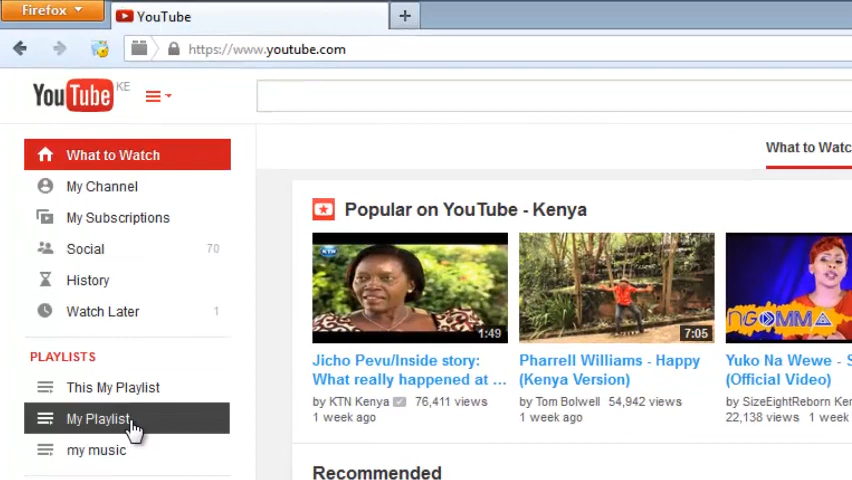 Firefox
YouTube
https://www.youtube.com
YouTube KE
What to Watch
My Channel
My Subscriptions
Social 70
History
Watch Later 1
PLAYLISTS
This My Playlist
My Playlist
my music
What to Watc
Popular on YouTube - Kenya
KTN
1:49
Jicho Pevu/Inside story:
What really happened at ...
by KTN Kenya 76,411 views
1 week ago
7:05
Pharrell Williams - Happy
(Kenya Version)
by Tom Bolwell 54,942 views
1 week ago
NGOMMA
Yuko Na Wewe - S
(Official Video)
by SizeEightReborn Ken
22,138 views 1 week
Recommended